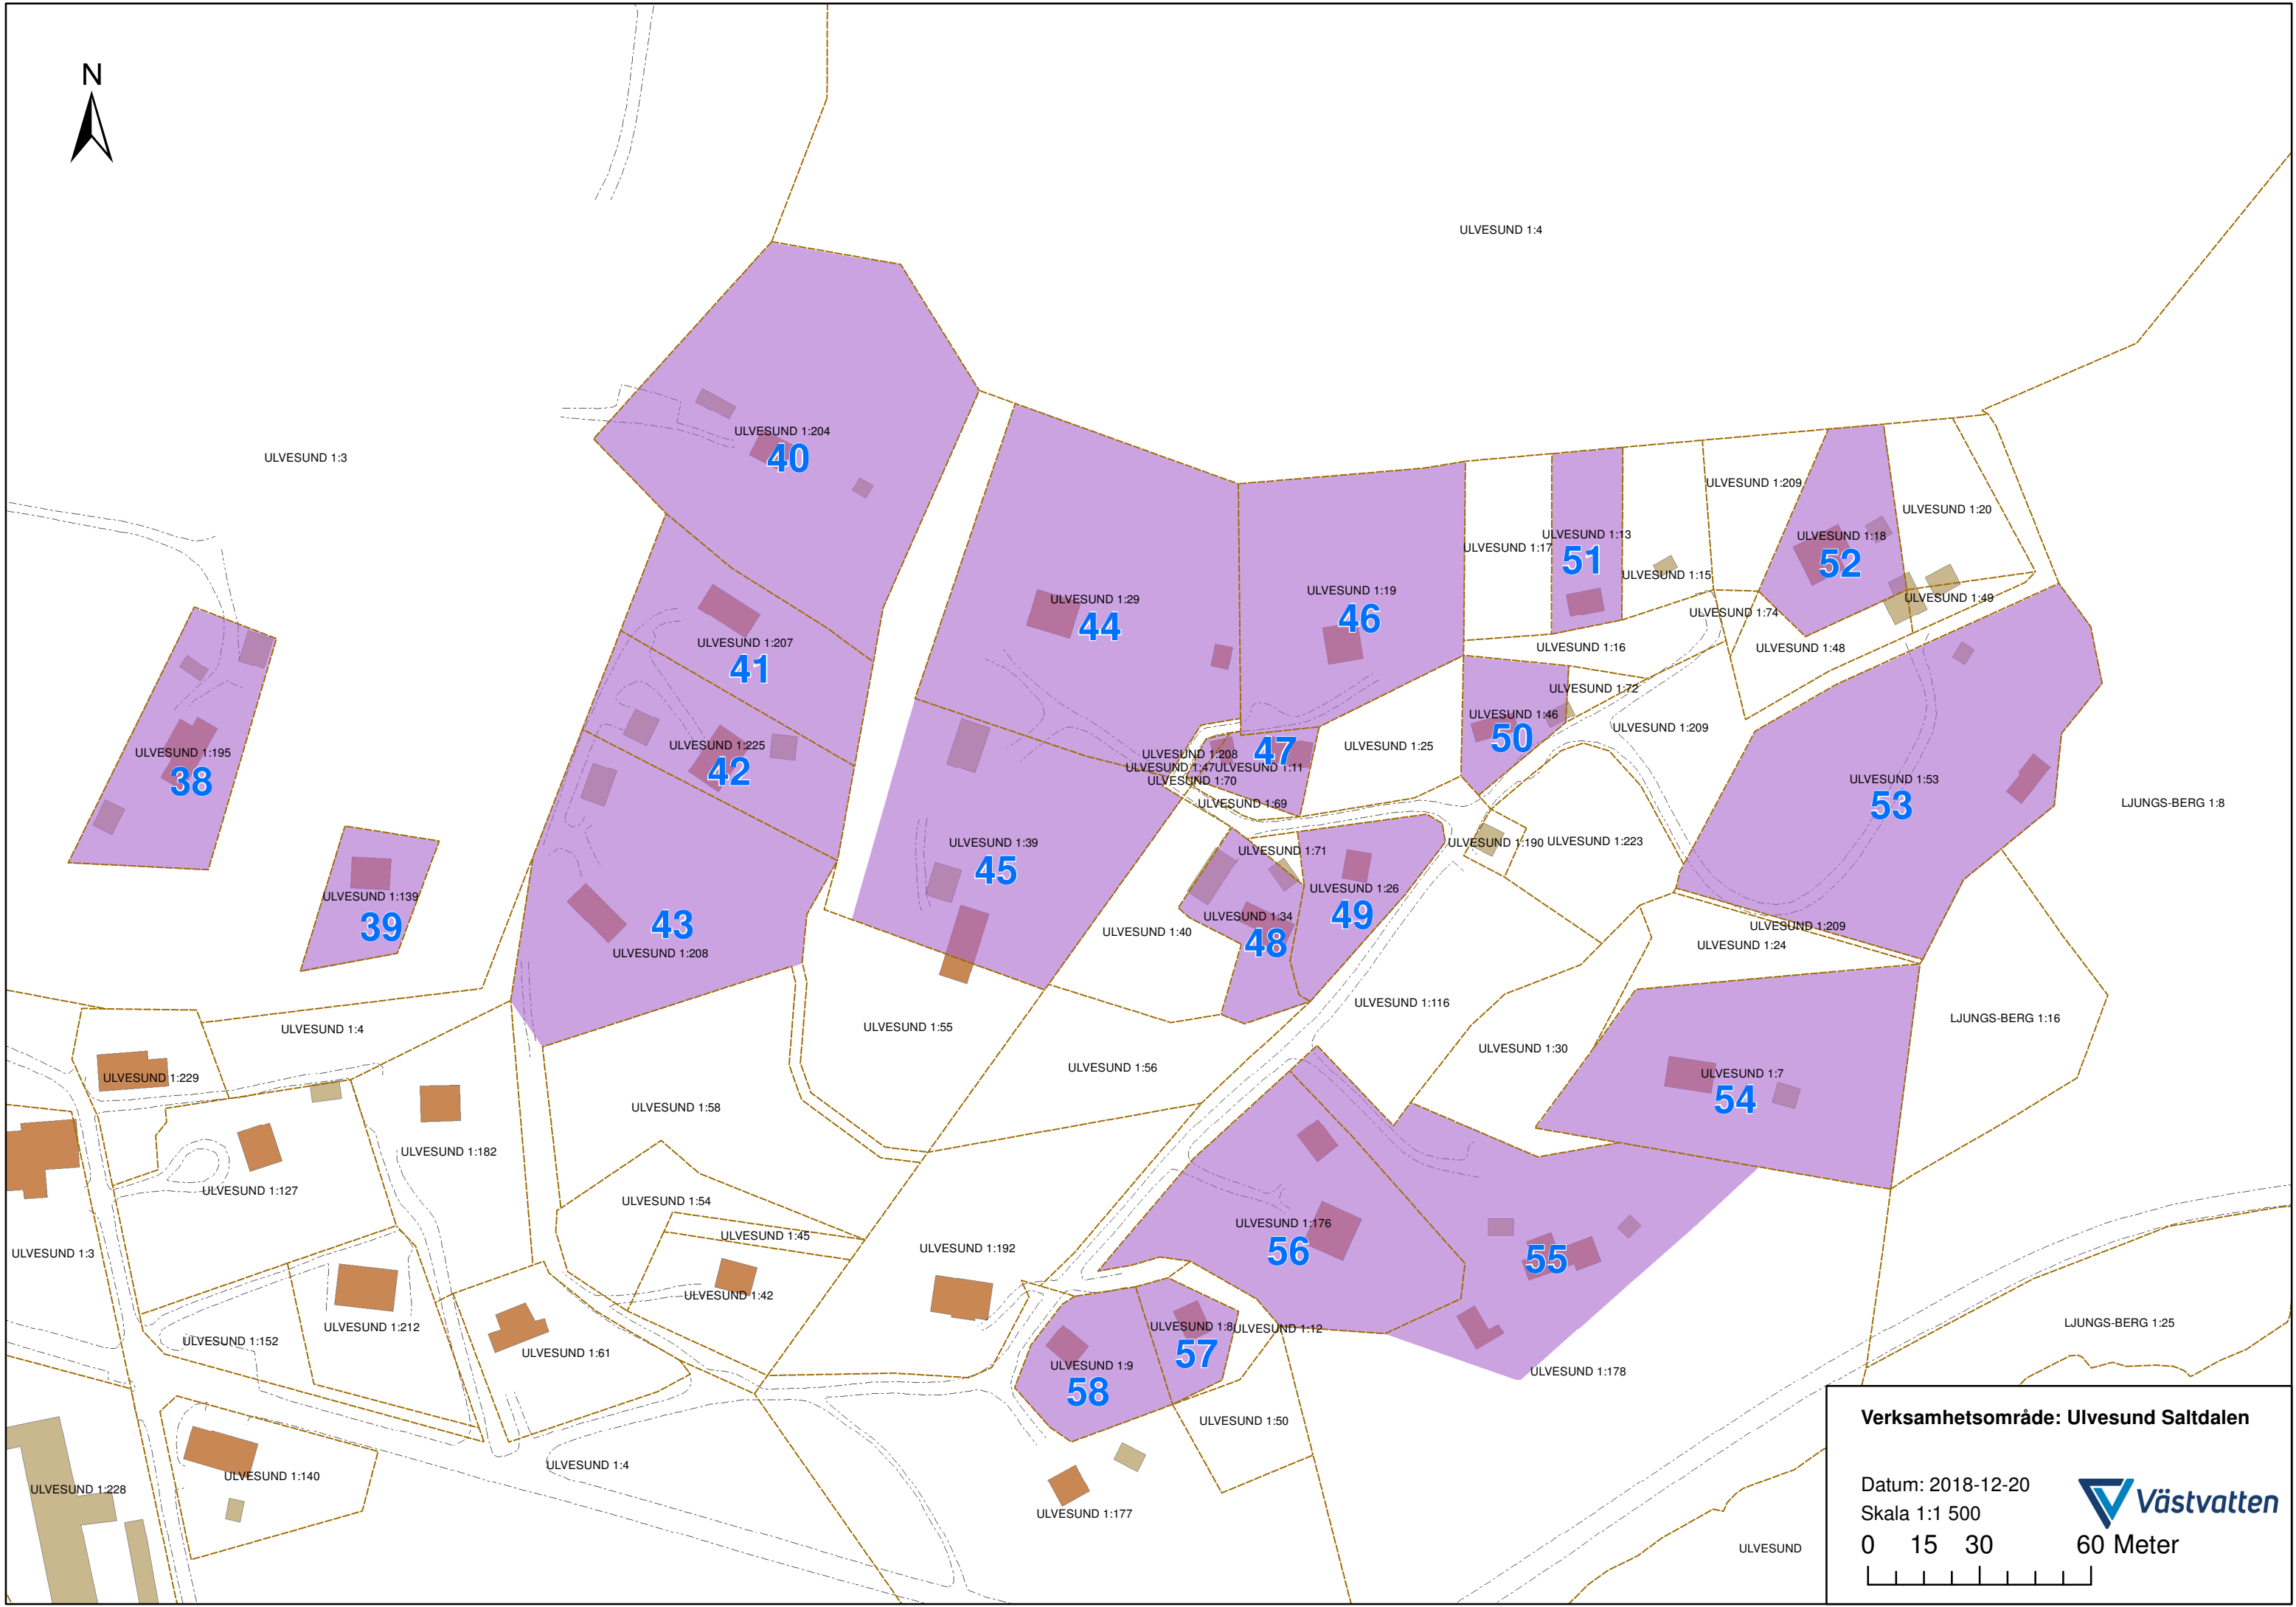 N
ULVESUND 1:4
ULVESUND 1:3
ULVESUND 1:204
40
ULVESUND 1:209
ULVESUND 1:20
ULVESUND 1:17
ULVESUND 1:13
51
ULVESUND 1:18
52
ULVESUND 1:15
ULVESUND 1:29
44
ULVESUND 1:19
46
ULVESUND 1:49
ULVESUND 1:74
ULVESUND 1:207
41
ULVESUND 1:16
ULVESUND 1:48
ULVESUND 1:72
ULVESUND 1:195
38
ULVESUND 1:225
42
ULVESUND 1:208
ULVESUND 1:47
ULVESUND 1:11
47
ULVESUND 1:70
ULVESUND 1:69
ULVESUND 1:25
ULVESUND 1:46
50
ULVESUND 1:209
ULVESUND 1:53
53
LJUNGS-BERG 1:8
ULVESUND 1:139
39
43
ULVESUND 1:208
ULVESUND 1:39
45
ULVESUND 1:71
ULVESUND 1:190
ULVESUND 1:223
ULVESUND 1:26
49
ULVESUND 1:34
48
ULVESUND 1:40
ULVESUND 1:209
ULVESUND 1:24
ULVESUND 1:4
ULVESUND 1:55
ULVESUND 1:116
LJUNGS-BERG 1:16
ULVESUND 1:229
ULVESUND 1:56
ULVESUND 1:30
ULVESUND 1:7
54
ULVESUND 1:58
ULVESUND 1:182
ULVESUND 1:127
ULVESUND 1:54
ULVESUND 1:45
ULVESUND 1:3
ULVESUND 1:192
ULVESUND 1:176
56
55
ULVESUND 1:42
ULVESUND 1:152
ULVESUND 1:212
ULVESUND 1:61
ULVESUND 1:8
57
ULVESUND 1:12
ULVESUND 1:9
58
ULVESUND 1:178
LJUNGS-BERG 1:25
ULVESUND 1:50
ULVESUND 1:4
ULVESUND 1:140
ULVESUND 1:228
ULVESUND 1:177
ULVESUND
Verksamhetsområde: Ulvesund Saltdalen
Datum: 2018-12-20
Skala 1:1 500
Västvatten
0 15 30 60 Meter